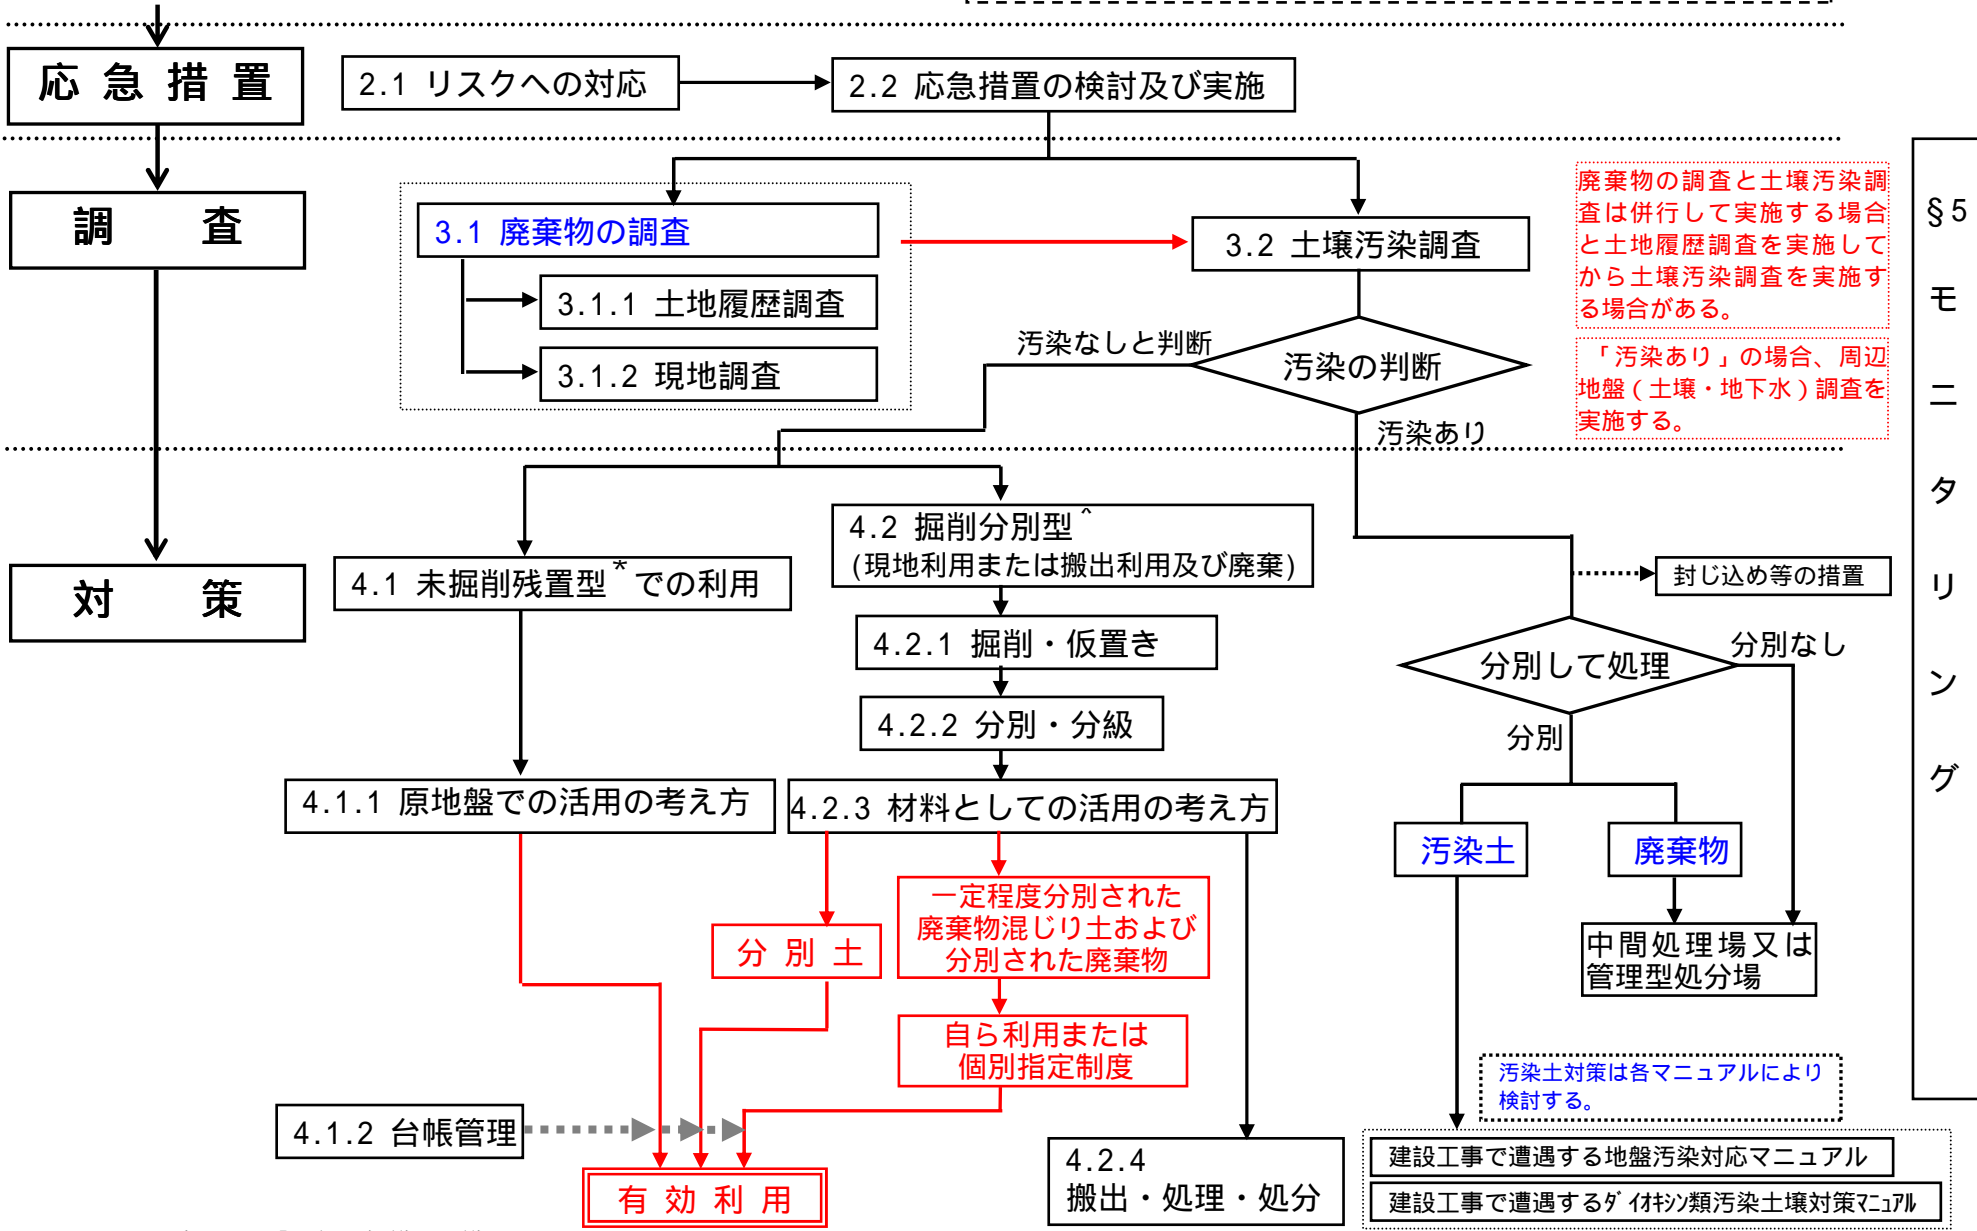 応急措置
2.1 リスクへの対応
2.2 応急措置の検討及び実施
調　査
3.1 廃棄物の調査
3.1.1 土地履歴調査
3.1.2 現地調査
3.2 土壌汚染調査
廃棄物の調査と土壌汚染調
査は併行して実施する場合
と土地履歴調査を実施して
から土壌汚染調査を実施す
る場合がある。
汚染なしと判断
汚染の判断
「汚染あり」の場合、周辺
地盤(土壌・地下水)調査を
実施する。
汚染あり
§5
モ
ニ
タ
リ
ン
グ
対　策
4.1 未掘削残置型*での利用
4.2 掘削分別型^
(現地利用または搬出利用及び廃棄)
4.2.1 掘削・仮置き
4.2.2 分別・分級
封じ込め等の措置
分別して処理
分別なし
分別
4.1.1 原地盤での活用の考え方
4.2.3 材料としての活用の考え方
汚染土
廃棄物
分別土
一定程度分別された
廃棄物混じり土および
分別された廃棄物
中間処理場又は
管理型処分場
自ら利用または
個別指定制度
汚染土対策は各マニュアルにより
検討する。
4.1.2 台帳管理
有効利用
4.2.4
搬出・処理・処分
建設工事で遭遇する地盤汚染対応マニュアル
建設工事で遭遇するダイオキシン類汚染土壌対策マニュアル